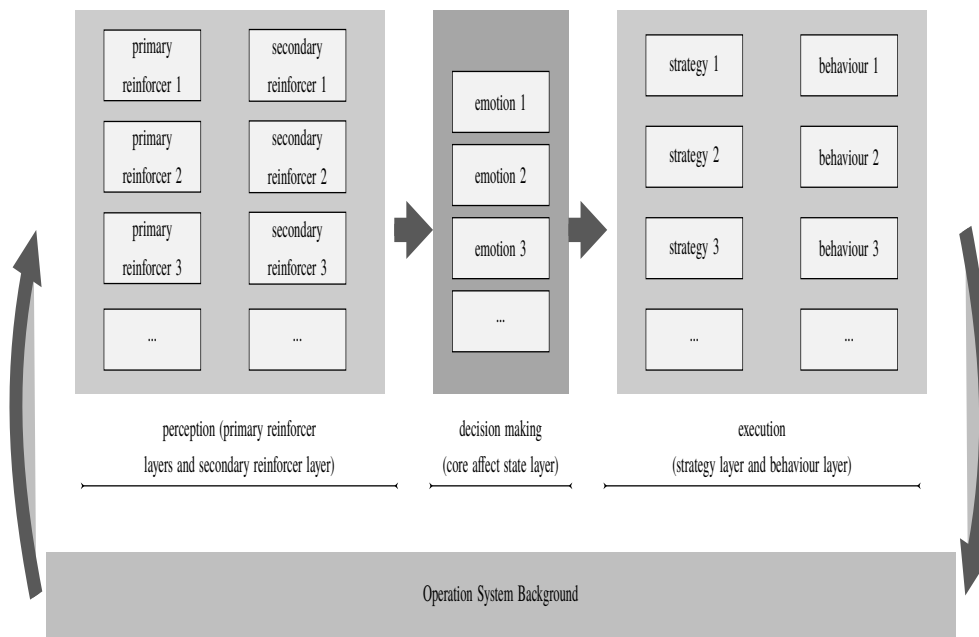 primary
reinforcer 1
secondary
reinforcer 1
primary
reinforcer 2
secondary
reinforcer 2
primary
reinforcer 3
secondary
reinforcer 3
...
...
emotion 1
emotion 2
emotion 3
...
strategy 1
behaviour 1
strategy 2
behaviour 2
strategy 3
behaviour 3
...
...
perception (primary reinforcer
layers and secondary reinforcer layer)
decision making
(core affect state layer)
execution
(strategy layer and behaviour layer)
Operation System Background